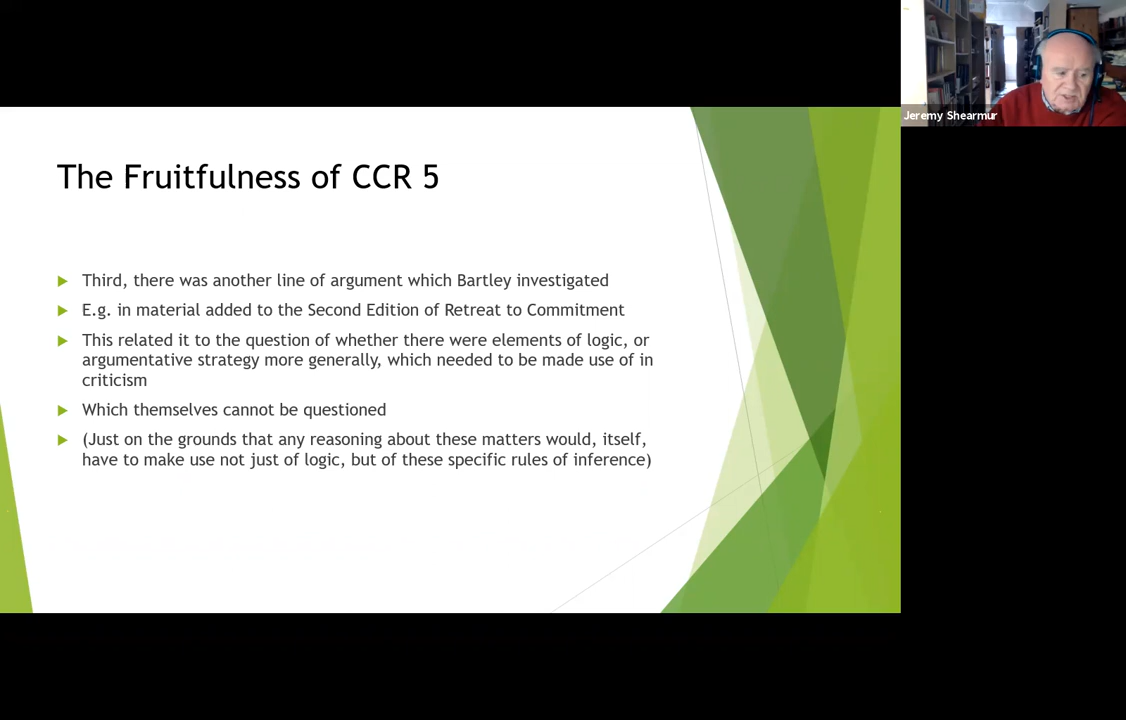 Jeremy Shearmur
The Fruitfulness of CCR 5
Third, there was another line of argument which Bartley investigated
E.g. in material added to the Second Edition of Retreat to Commitment
This related it to the question of whether there were elements of logic, or
argumentative strategy more generally, which needed to be made use of in
criticism
Which themselves cannot be questioned
(Just on the grounds that any reasoning about these matters would, itself,
have to make use not just of logic, but of these specific rules of inference)